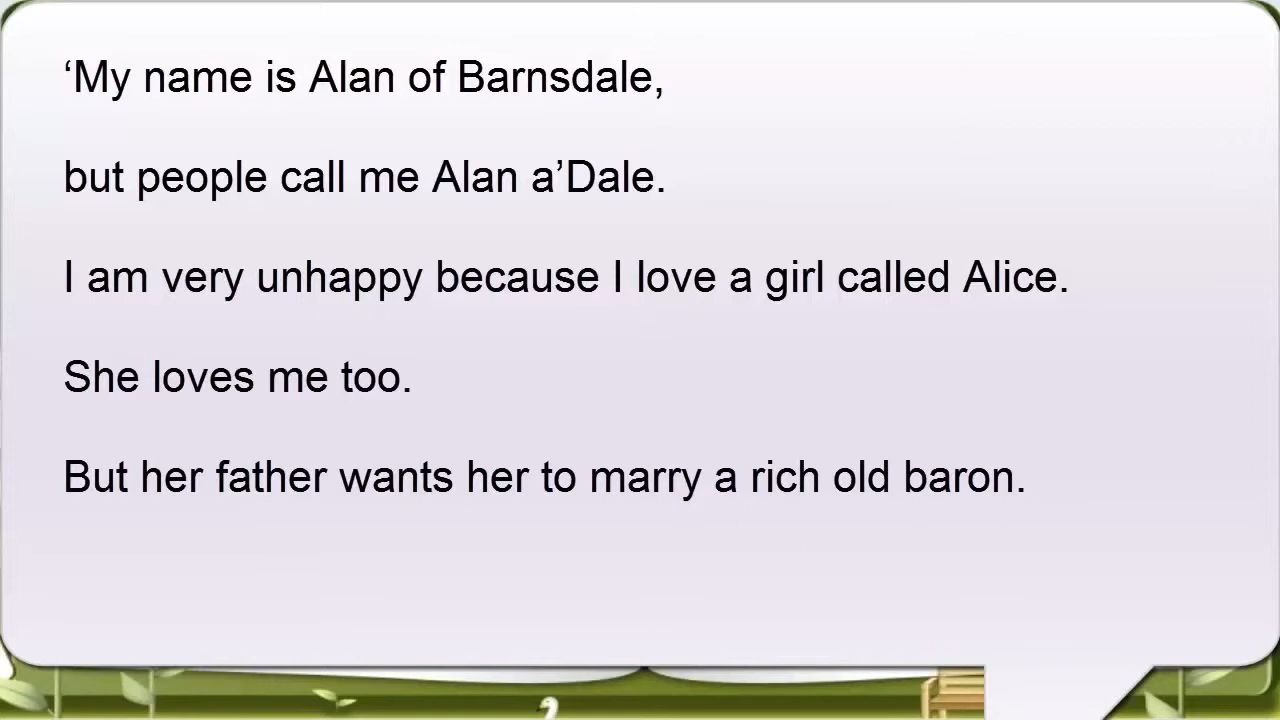 ‘My name is Alan of Barnsdale,
but people call me Alan a’Dale.
I am very unhappy because I love a girl called Alice.
She loves me too.
But her father wants her to marry a rich old baron.